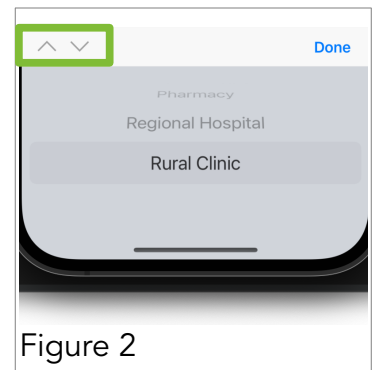 Done
Pharmacy
Regional Hospital
Rural Clinic
Figure 2